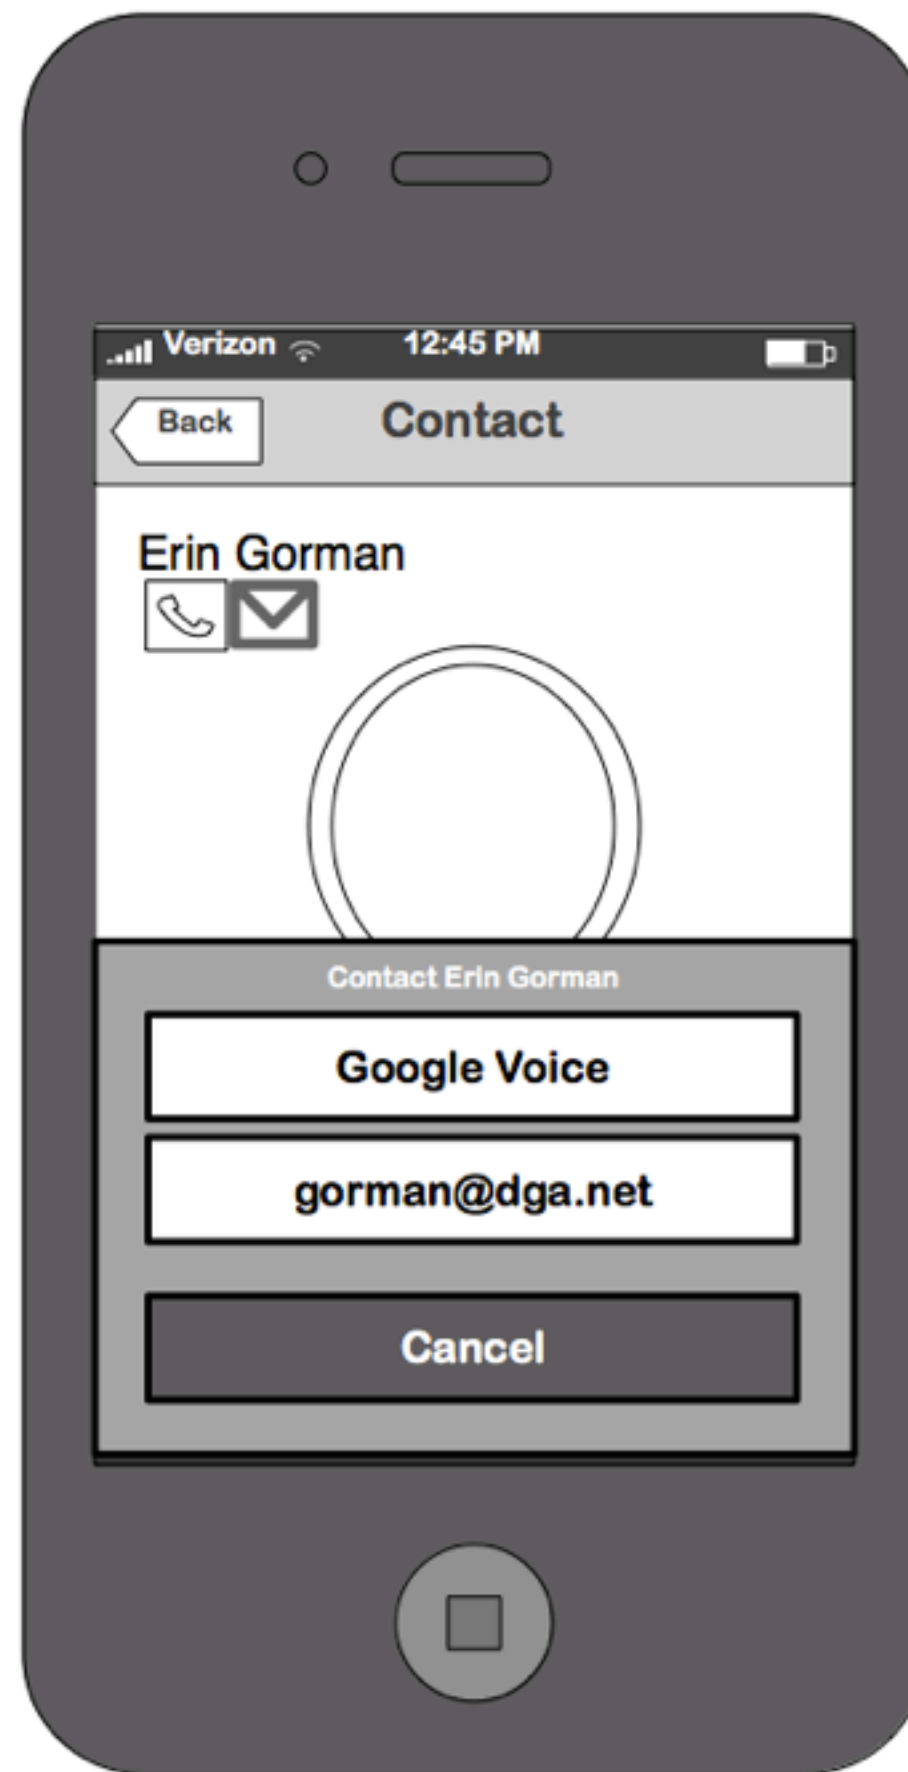 Verizon 12:45 PM
Back Contact
Erin Gorman
Contact Erin Gorman
Google Voice
gorman@dga.net
Cancel